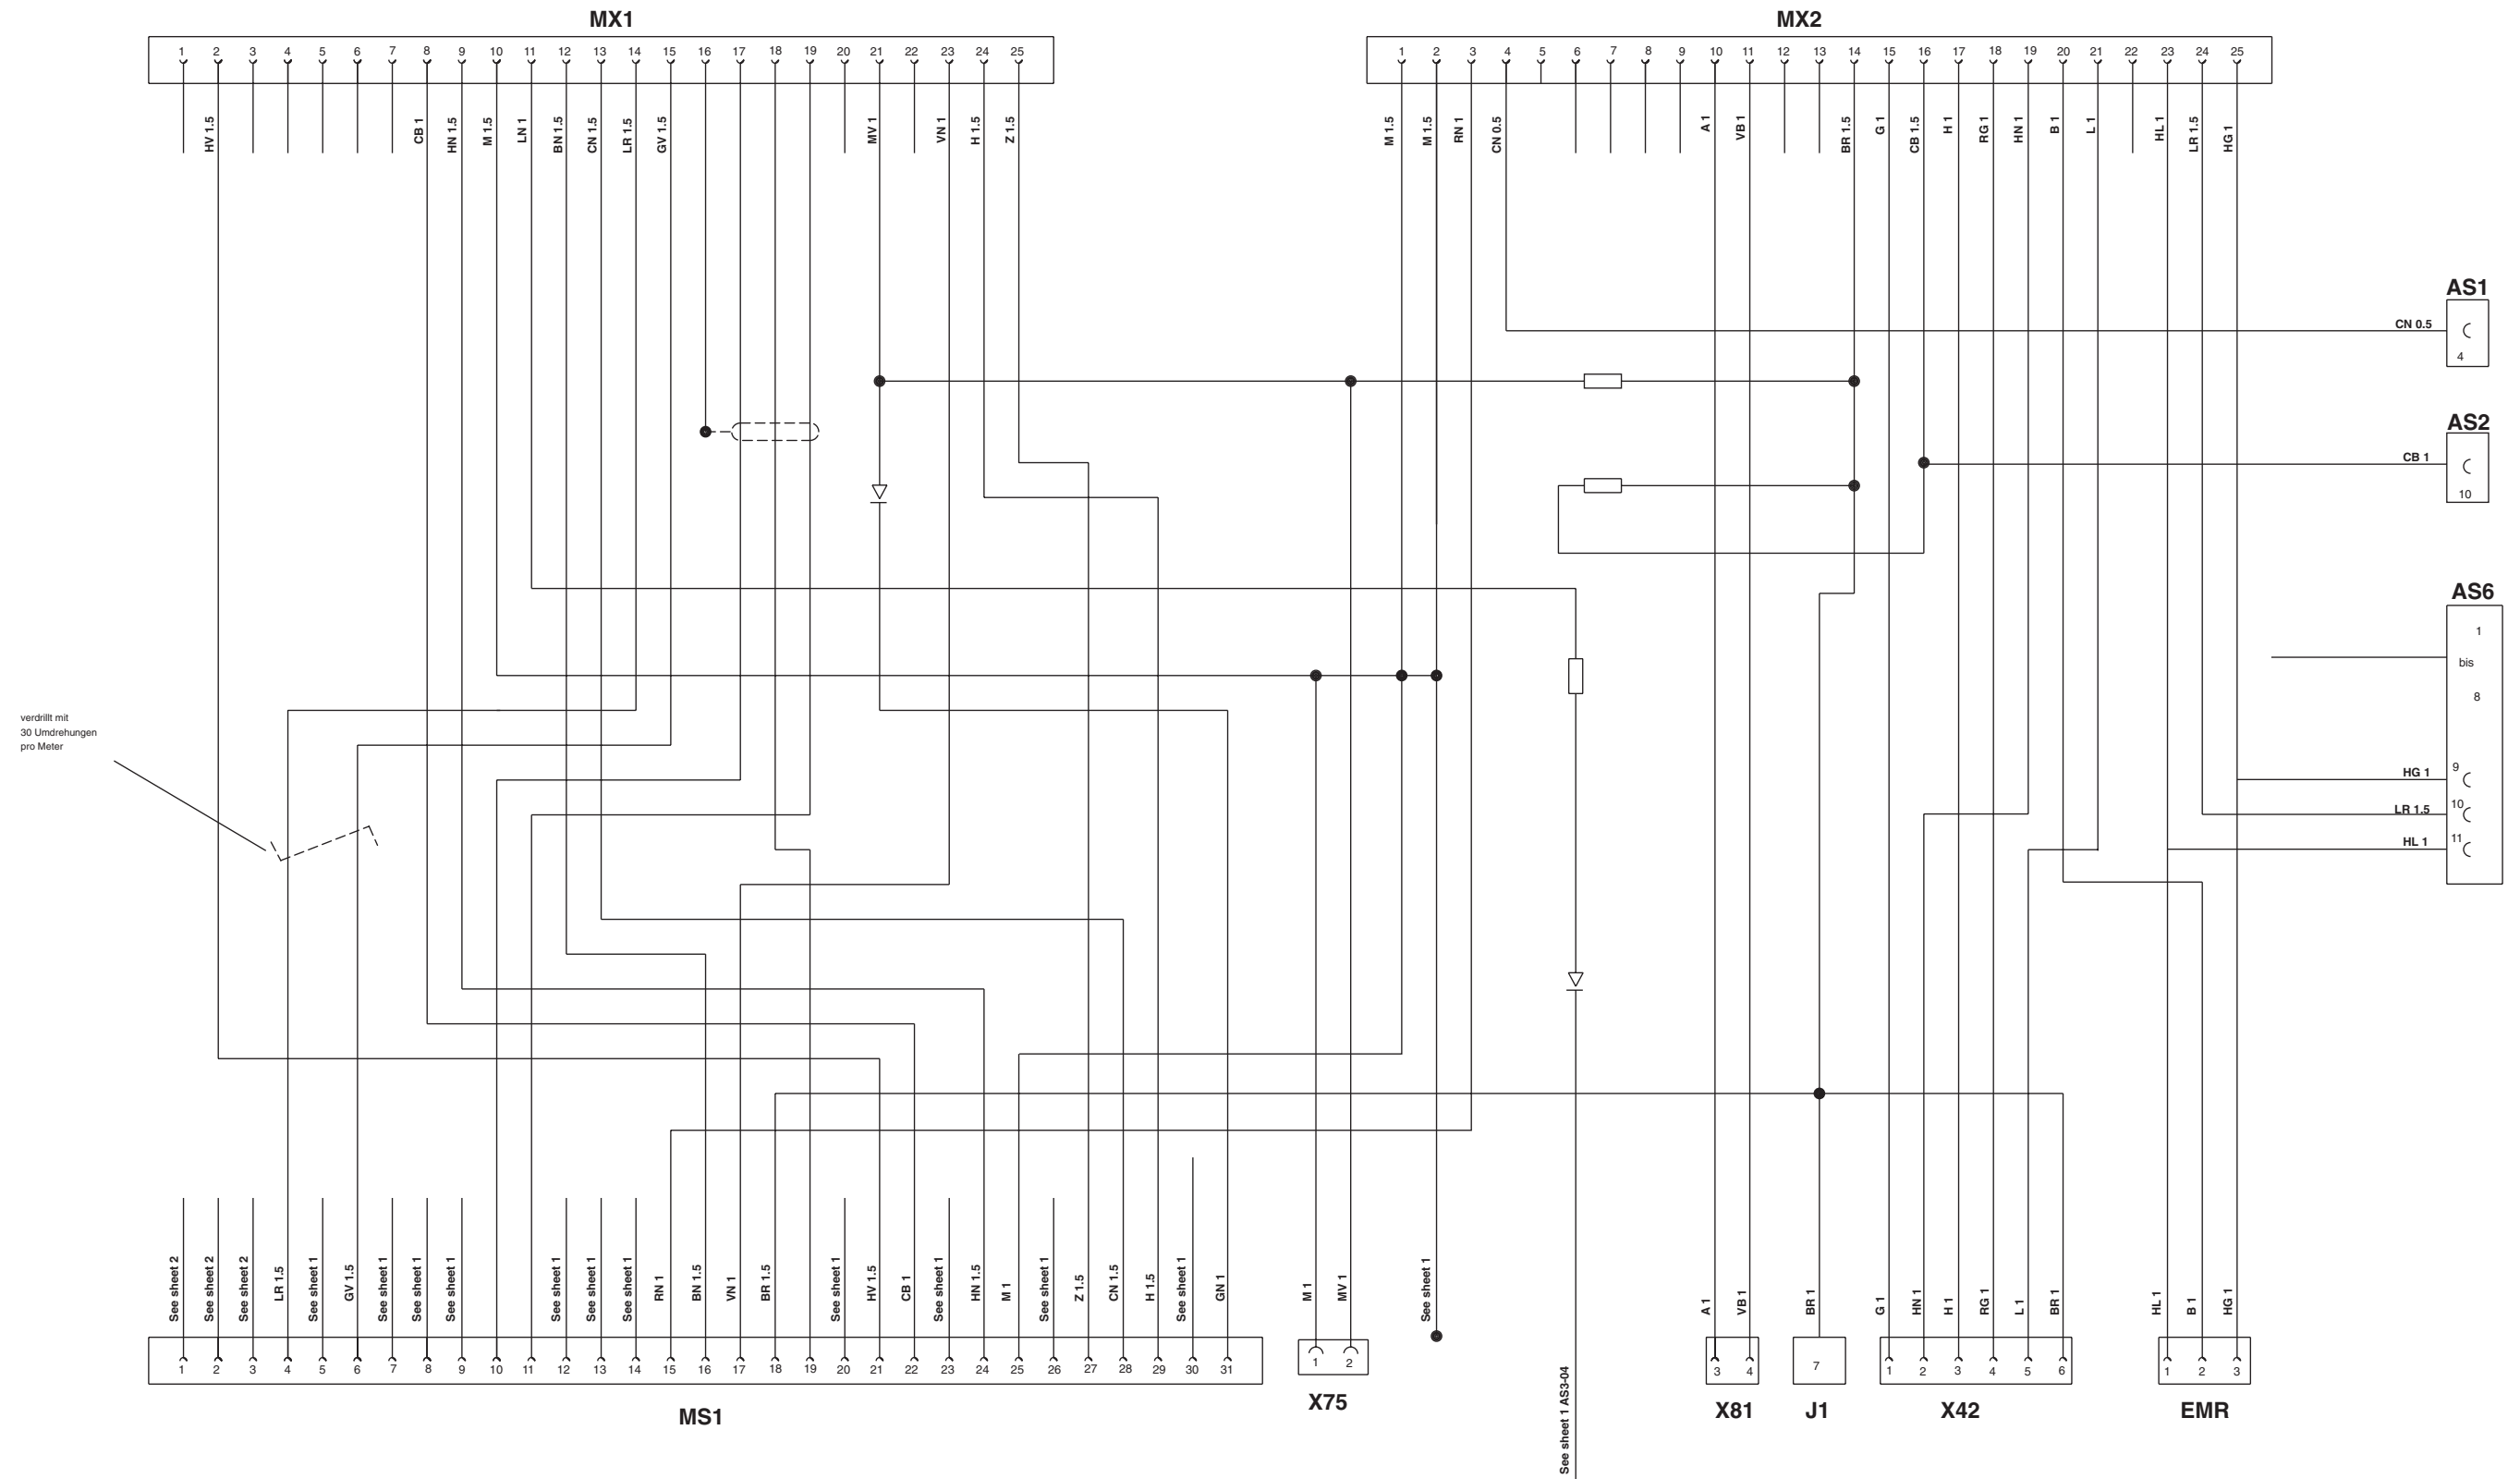 MX1
MX2
1 2 3 4 5 6 7 8 9 10 11 12 13 14 15 16 17 18 19 20 21 22 23 24 25
1 2 3 4 5 6 7 8 9 10 11 12 13 14 15 16 17 18 19 20 21 22 23 24 25
HV 1.5
CB 1
HN 1.5
M 1.5
LN 1
BN 1.5
CN 1.5
LR 1.5
GV 1.5
MV 1
VN 1
H 1.5
Z 1.5
M 1.5
M 1.5
RN 1
CN 0.5
A 1
VB 1
BR 1.5
G 1
CB 1.5
H 1
RG 1
HN 1
B 1
L 1
HL 1
LR 1.5
HG 1
AS1
CN 0.5
4
AS2
CB 1
10
AS6
1
bis
8
HG 1
9
LR 1.5
10
HL 1
11
verdrillt mit
30 Umdrehungen
pro Meter
See sheet 2
See sheet 2
See sheet 2
LR 1.5
See sheet 1
GV 1.5
See sheet 1
See sheet 1
See sheet 1
See sheet 1
See sheet 1
See sheet 1
RN 1
BN 1.5
VN 1
BR 1.5
See sheet 1
HV 1.5
CB 1
See sheet 1
HN 1.5
M 1
See sheet 1
Z 1.5
CN 1.5
H 1.5
See sheet 1
GN 1
M 1
MV 1
See sheet 1
See sheet 1 AS3-04
A 1
VB 1
BR 1
G 1
HN 1
H 1
RG 1
L 1
BR 1
HL 1
B 1
HG 1
1 2 3 4 5 6 7 8 9 10 11 12 13 14 15 16 17 18 19 20 21 22 23 24 25 26 27 28 29 30 31
1 2
3 4
7
1 2 3 4 5 6
1 2 3
MS1
X75
X81
J1
X42
EMR